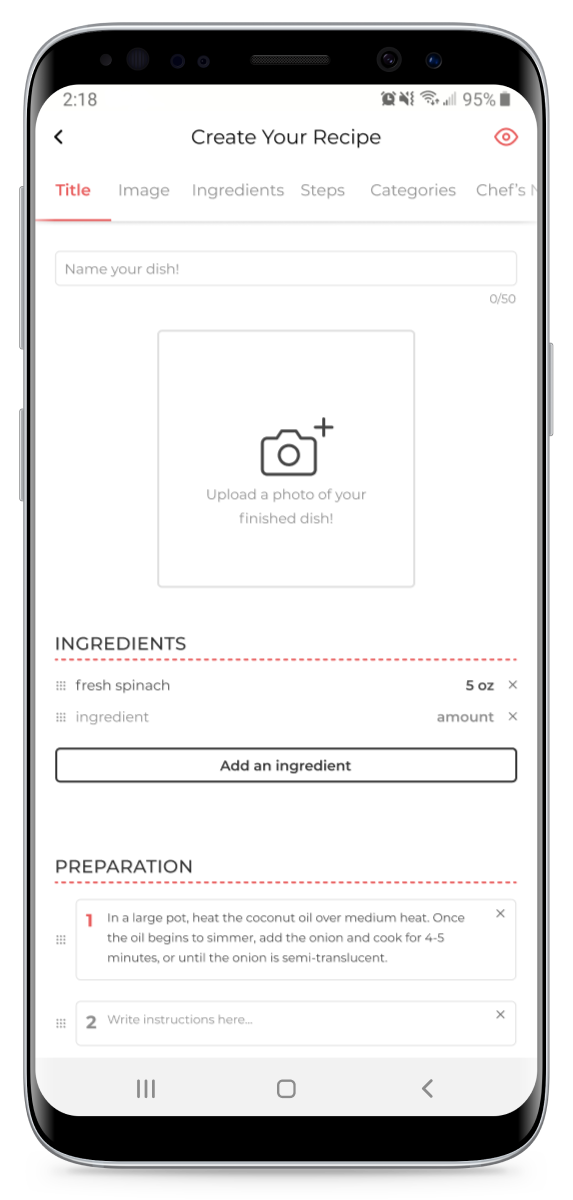 2:18
95%
Create Your Recipe
Title Image Ingredients Steps Categories Chef's
Name your dish!
0/50
Upload a photo of your
finished dish!
INGREDIENTS
fresh spinach 5 oz
ingredient amount
Add an ingredient
PREPARATION
1 In a large pot, heat the coconut oil over medium heat. Once
the oil begins to simmer, add the onion and cook for 4-5
minutes, or until the onion is semi-translucent.
2 Write instructions here...